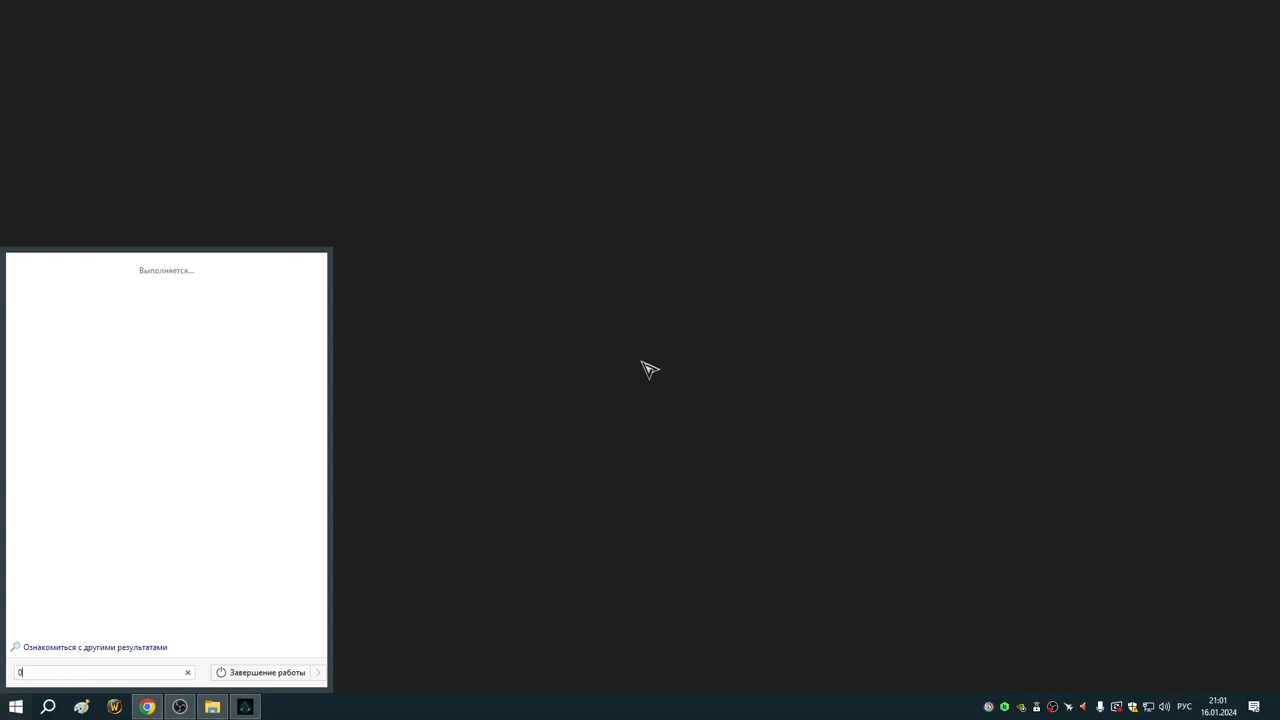 Выполняется...
Ознакомиться с другими результатами
0
Завершение работы
РУС
21:01
16.01.2024